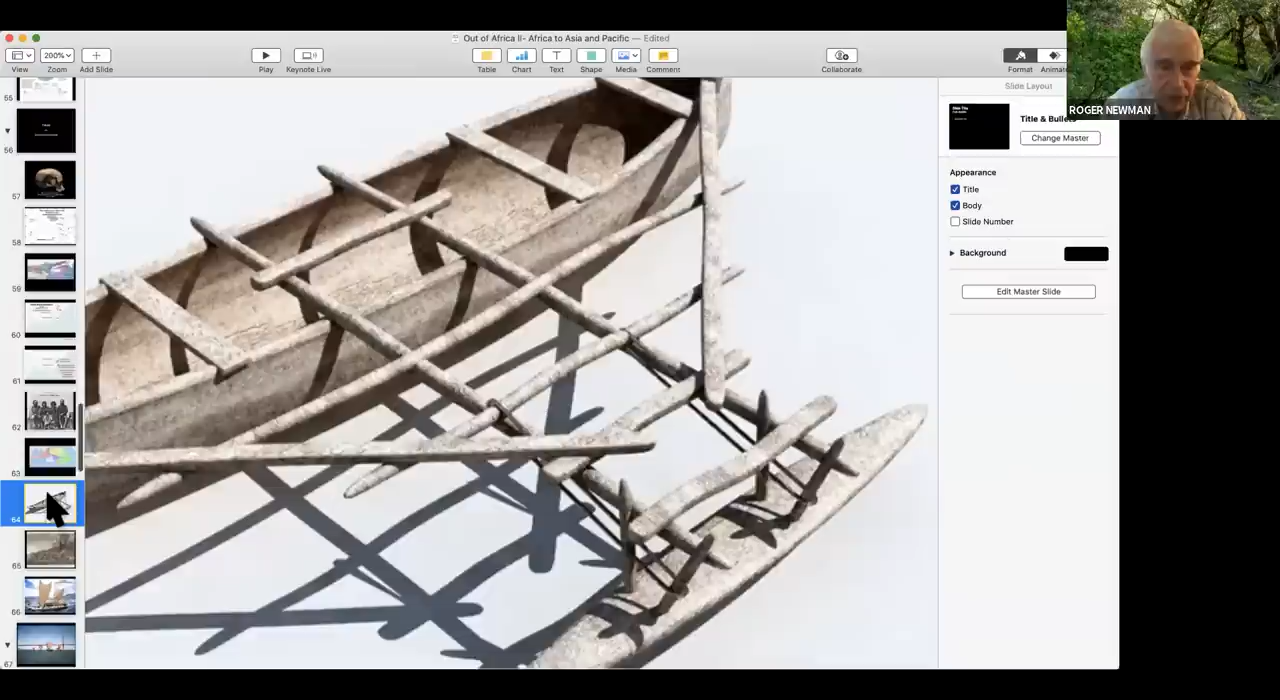 Out of Africa II- Africa to Asia and Pacific — Edited
200%
View
Zoom
Add Slide
Play
Keynote Live
Table
Chart
Text
Shape
Media
Comment
Collaborate
Format
Slide Layout
ROGER NEWMAN
Title & Bullets
Change Master
Appearance
Title
Body
Slide Number
Background
Edit Master Slide
55
56
57
58
59
60
61
62
63
64
65
66
67